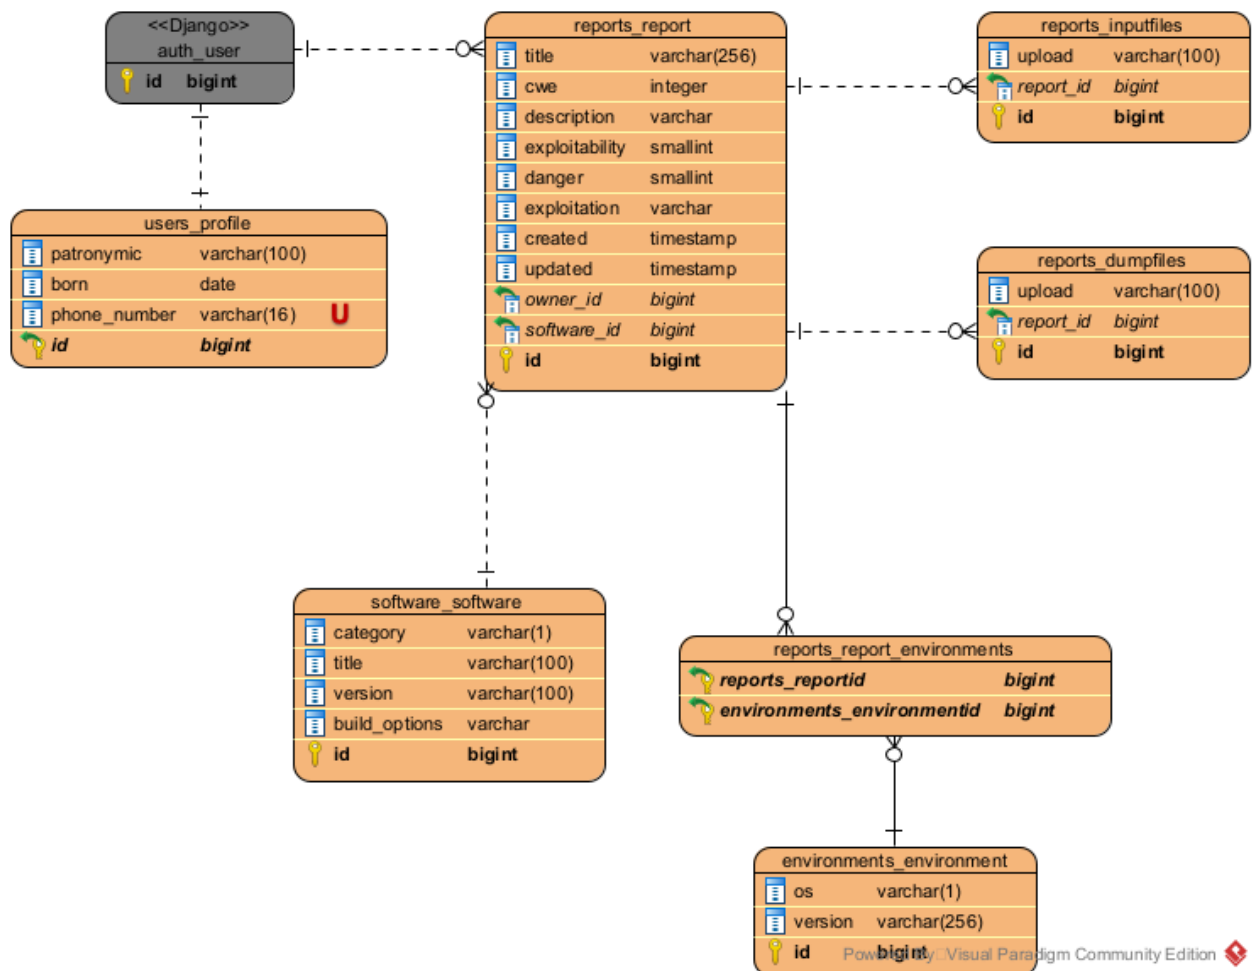 <<Django>>
auth_user
id bigint
users_profile
patronymic varchar(100)
born date
phone_number varchar(16) U
id bigint
reports_report
title varchar(256)
cwe integer
description varchar
exploitability smallint
danger smallint
exploitation varchar
created timestamp
updated timestamp
owner_id bigint
software_id bigint
id bigint
reports_inputfiles
upload varchar(100)
report_id bigint
id bigint
reports_dumpfiles
upload varchar(100)
report_id bigint
id bigint
software_software
category varchar(1)
title varchar(100)
version varchar(100)
build_options varchar
id bigint
reports_report_environments
reports_reportid bigint
environments_environmentid bigint
environments_environment
os varchar(1)
version varchar(256)
id bigint
Powered By Visual Paradigm Community Edition